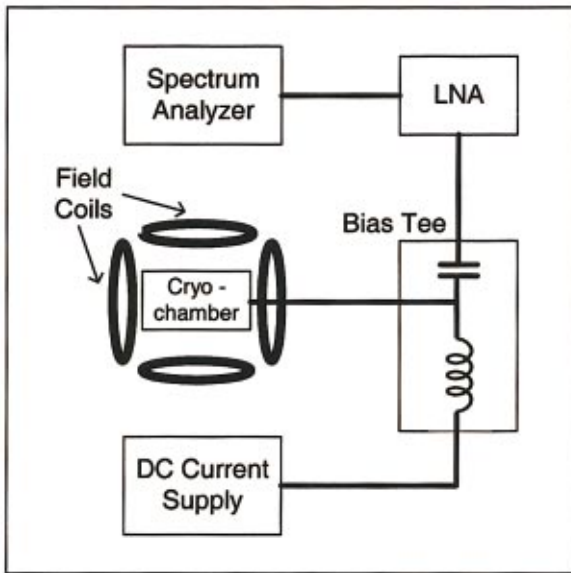 Spectrum
Analyzer
LNA
Field
Coils
Bias Tee
Cryo -
chamber
DC Current
Supply